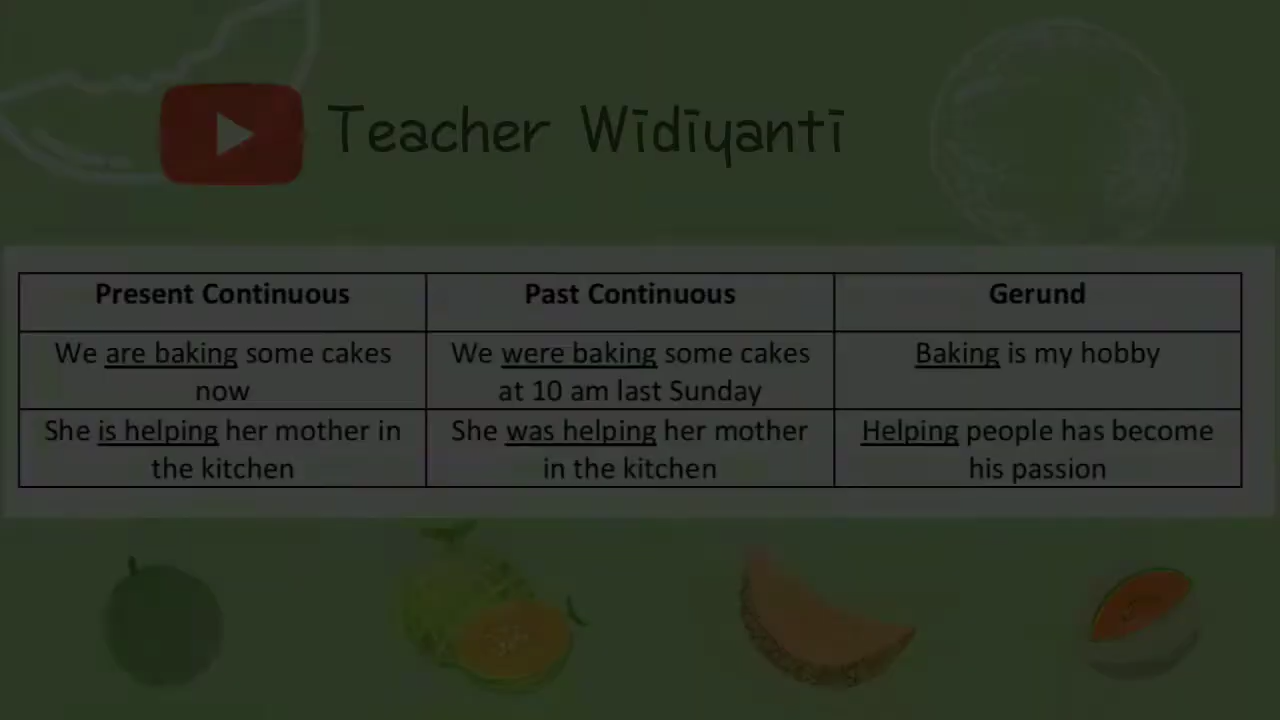 Teacher Widiyanti
Present Continuous
Past Continuous
Gerund
We are baking some cakes
now
We were baking some cakes
at 10 am last Sunday
Baking is my hobby
She is helping her mother in
the kitchen
She was helping her mother
in the kitchen
Helping people has become
his passion